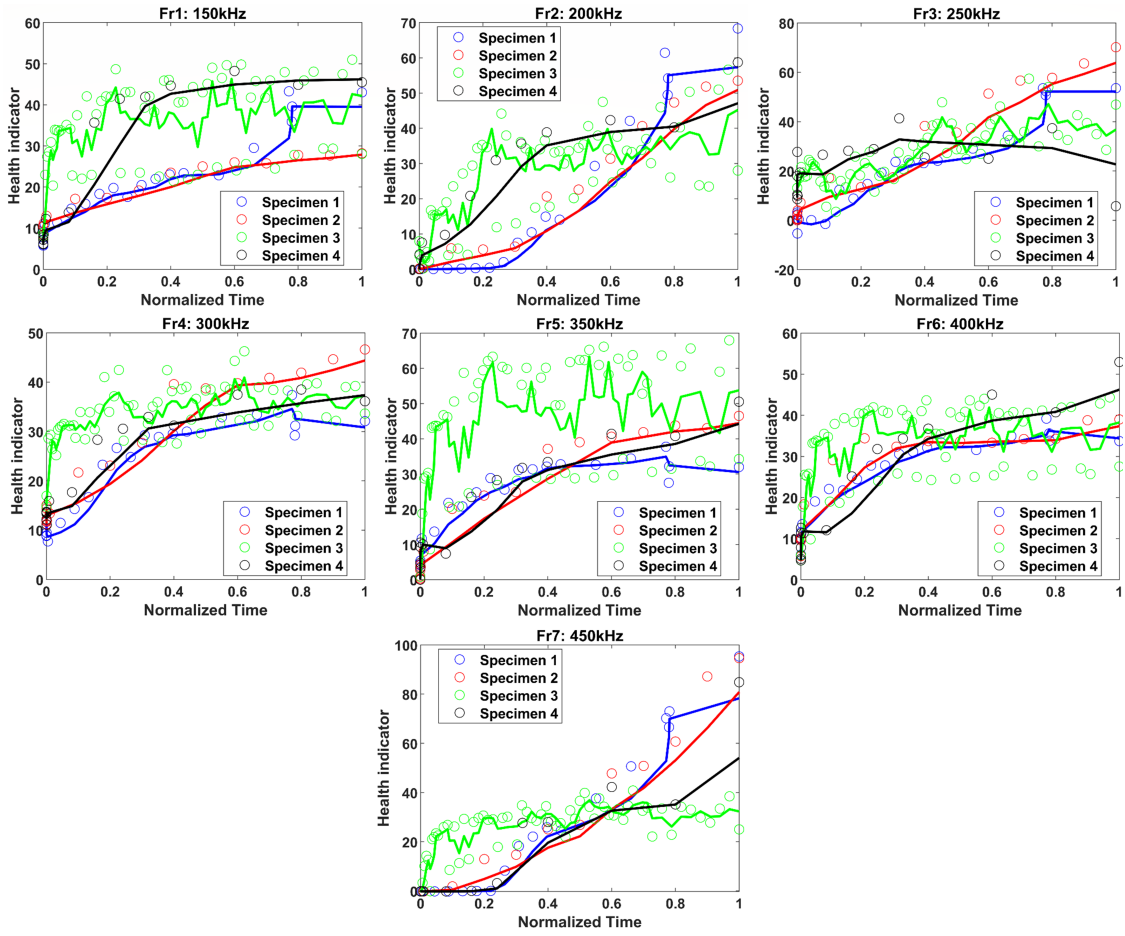 Fr1: 150kHz
Health indicator
60
50
40
30
20
10
0
Specimen 1
Specimen 2
Specimen 3
Specimen 4
0 0.2 0.4 0.6 0.8 1
Normalized Time
Fr2: 200kHz
Health indicator
70
60
50
40
30
20
10
0
Specimen 1
Specimen 2
Specimen 3
Specimen 4
0 0.2 0.4 0.6 0.8 1
Normalized Time
Fr3: 250kHz
Health indicator
80
60
40
20
0
-20
Specimen 1
Specimen 2
Specimen 3
Specimen 4
0 0.2 0.4 0.6 0.8 1
Normalized Time
Fr4: 300kHz
Health indicator
50
40
30
20
10
0
Specimen 1
Specimen 2
Specimen 3
Specimen 4
0 0.2 0.4 0.6 0.8 1
Normalized Time
Fr5: 350kHz
Health indicator
70
60
50
40
30
20
10
0
Specimen 1
Specimen 2
Specimen 3
Specimen 4
0 0.2 0.4 0.6 0.8 1
Normalized Time
Fr6: 400kHz
Health indicator
60
50
40
30
20
10
0
Specimen 1
Specimen 2
Specimen 3
Specimen 4
0 0.2 0.4 0.6 0.8 1
Normalized Time
Fr7: 450kHz
Health indicator
100
80
60
40
20
0
Specimen 1
Specimen 2
Specimen 3
Specimen 4
0 0.2 0.4 0.6 0.8 1
Normalized Time